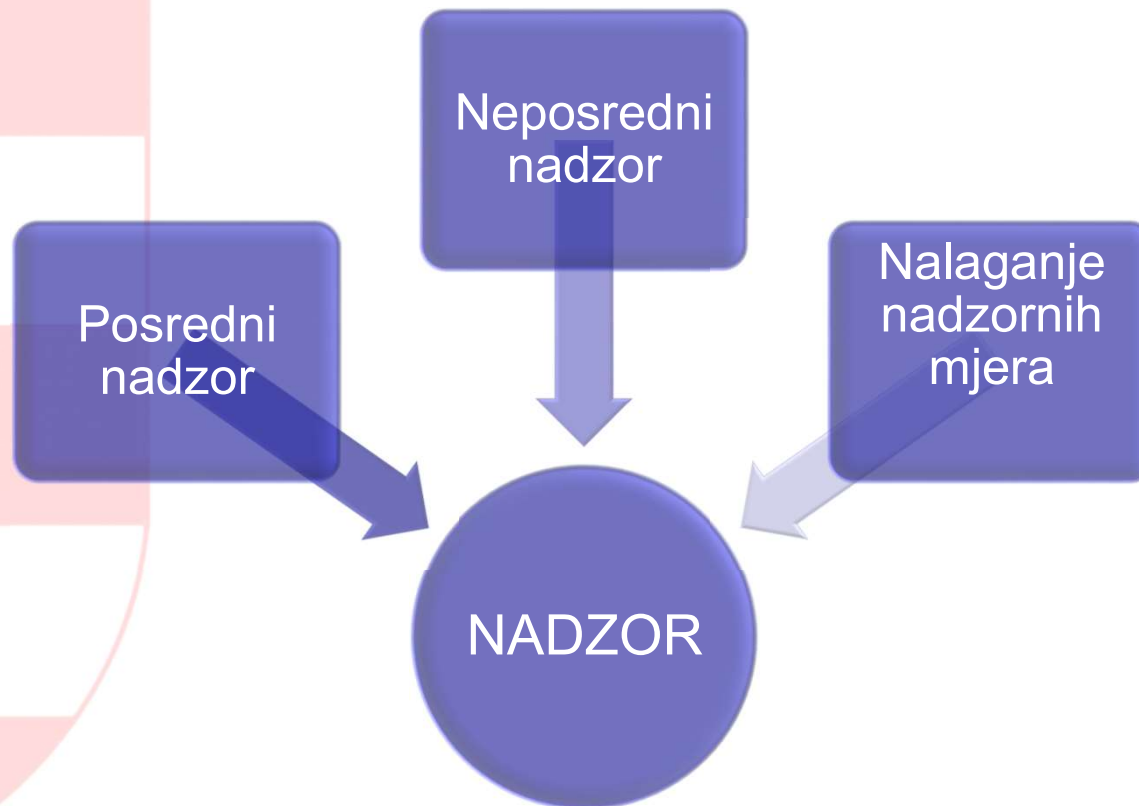 Neposredni
nadzor
Posredni
nadzor
Nalaganje
nadzornih
mjera
NADZOR